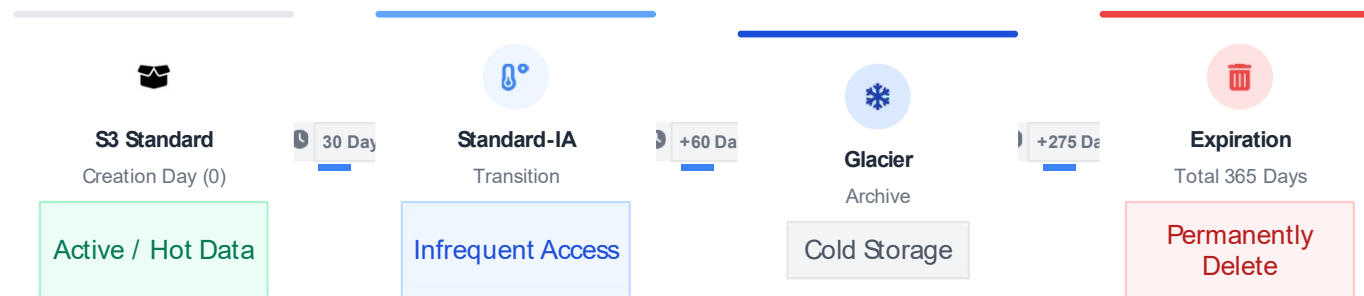 S3 Standard
Creation Day (0)
Active / Hot Data
30 Day
Standard-IA
Transition
Infrequent Access
+60 Da
Glacier
Archive
Cold Storage
+275 Da
Expiration
Total 365 Days
Permanently
Delete